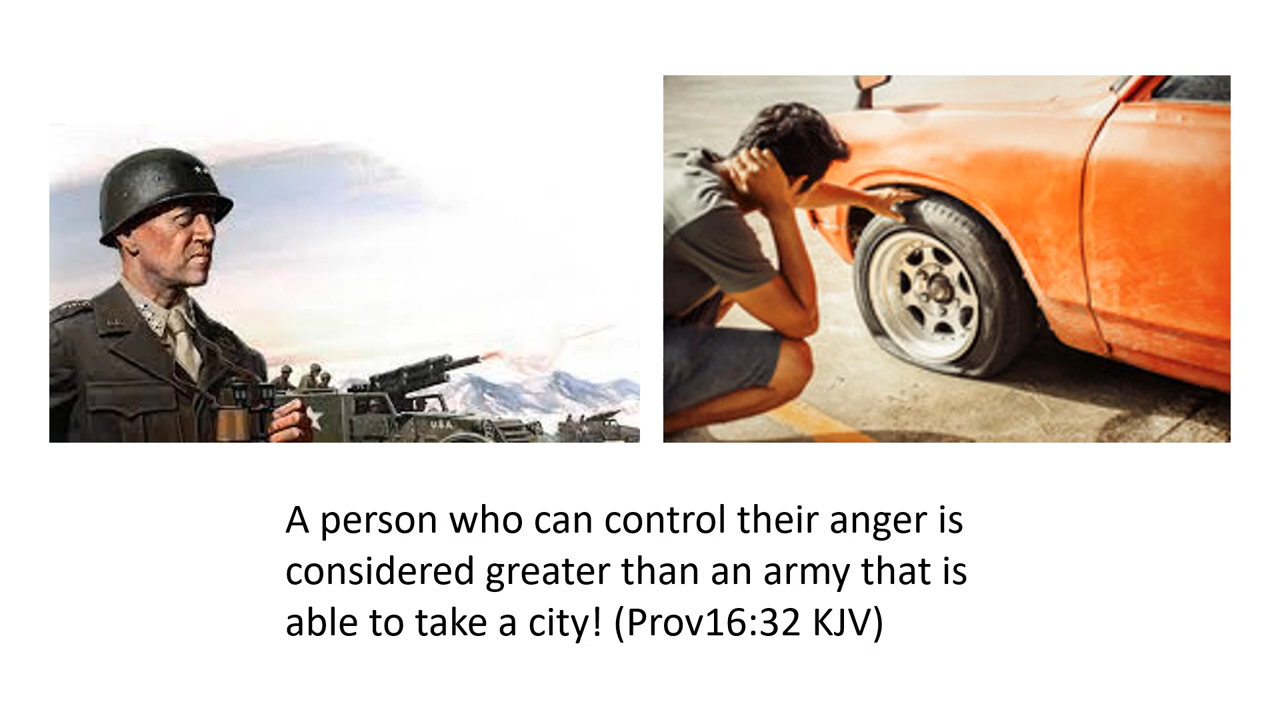 USA
A person who can control their anger is
considered greater than an army that is
able to take a city! (Prov16:32 KJV)